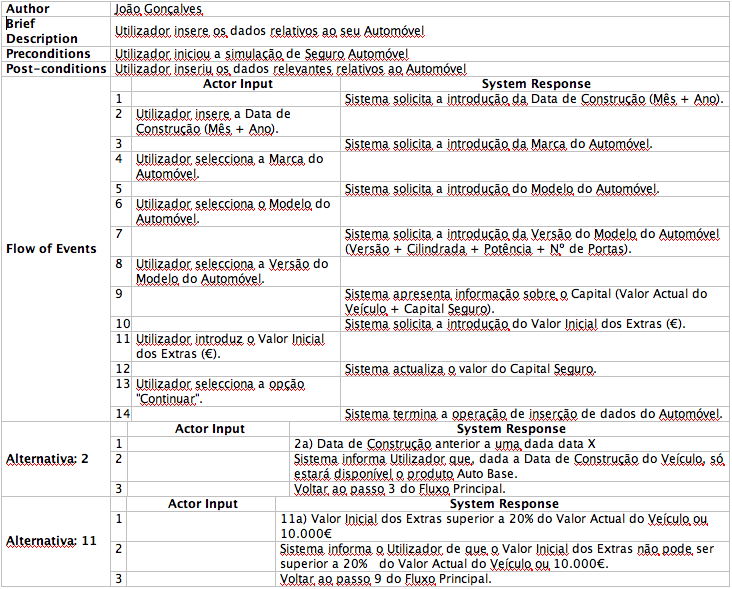 Author João Gonçalves
Brief
Description Utilizador insere os dados relativos ao seu Automóvel
Preconditions Utilizador iniciou a simulação de Seguro Automóvel
Post-conditions Utilizador inseriu os dados relevantes relativos ao Automóvel
Flow of Events
Actor Input System Response
1 Sistema solicita a introdução da Data de Construção (Mês + Ano).
2 Utilizador insere a Data de
Construção (Mês + Ano).
3 Sistema solicita a introdução da Marca do Automóvel.
4 Utilizador selecciona a Marca do
Automóvel.
5 Sistema solicita a introdução do Modelo do Automóvel.
6 Utilizador selecciona o Modelo do
Automóvel.
7 Sistema solicita a introdução da Versão do Modelo do Automóvel
(Versão + Cilindrada + Potência + Nº de Portas).
8 Utilizador selecciona a Versão do
Modelo do Automóvel.
9 Sistema apresenta informação sobre o Capital (Valor Actual do
Veículo + Capital Seguro).
10 Sistema solicita a introdução do Valor Inicial dos Extras (€).
11 Utilizador introduz o Valor Inicial
dos Extras (€).
12 Sistema actualiza o valor do Capital Seguro.
13 Utilizador selecciona a opção
"Continuar".
14 Sistema termina a operação de inserção de dados do Automóvel.
Alternativa: 2
Actor Input System Response
1 2a) Data de Construção anterior a uma dada data X
2 Sistema informa Utilizador que, dada a Data de Construção do Veículo, só
estará disponível o produto Auto Base.
3 Voltar ao passo 3 do Fluxo Principal.
Alternativa: 11
Actor Input System Response
1 11a) Valor Inicial dos Extras superior a 20% do Valor Actual do Veículo ou
10.000€
2 Sistema informa o Utilizador de que o Valor Inicial dos Extras não pode ser
superior a 20% do Valor Actual do Veículo ou 10.000€.
3 Voltar ao passo 9 do Fluxo Principal.